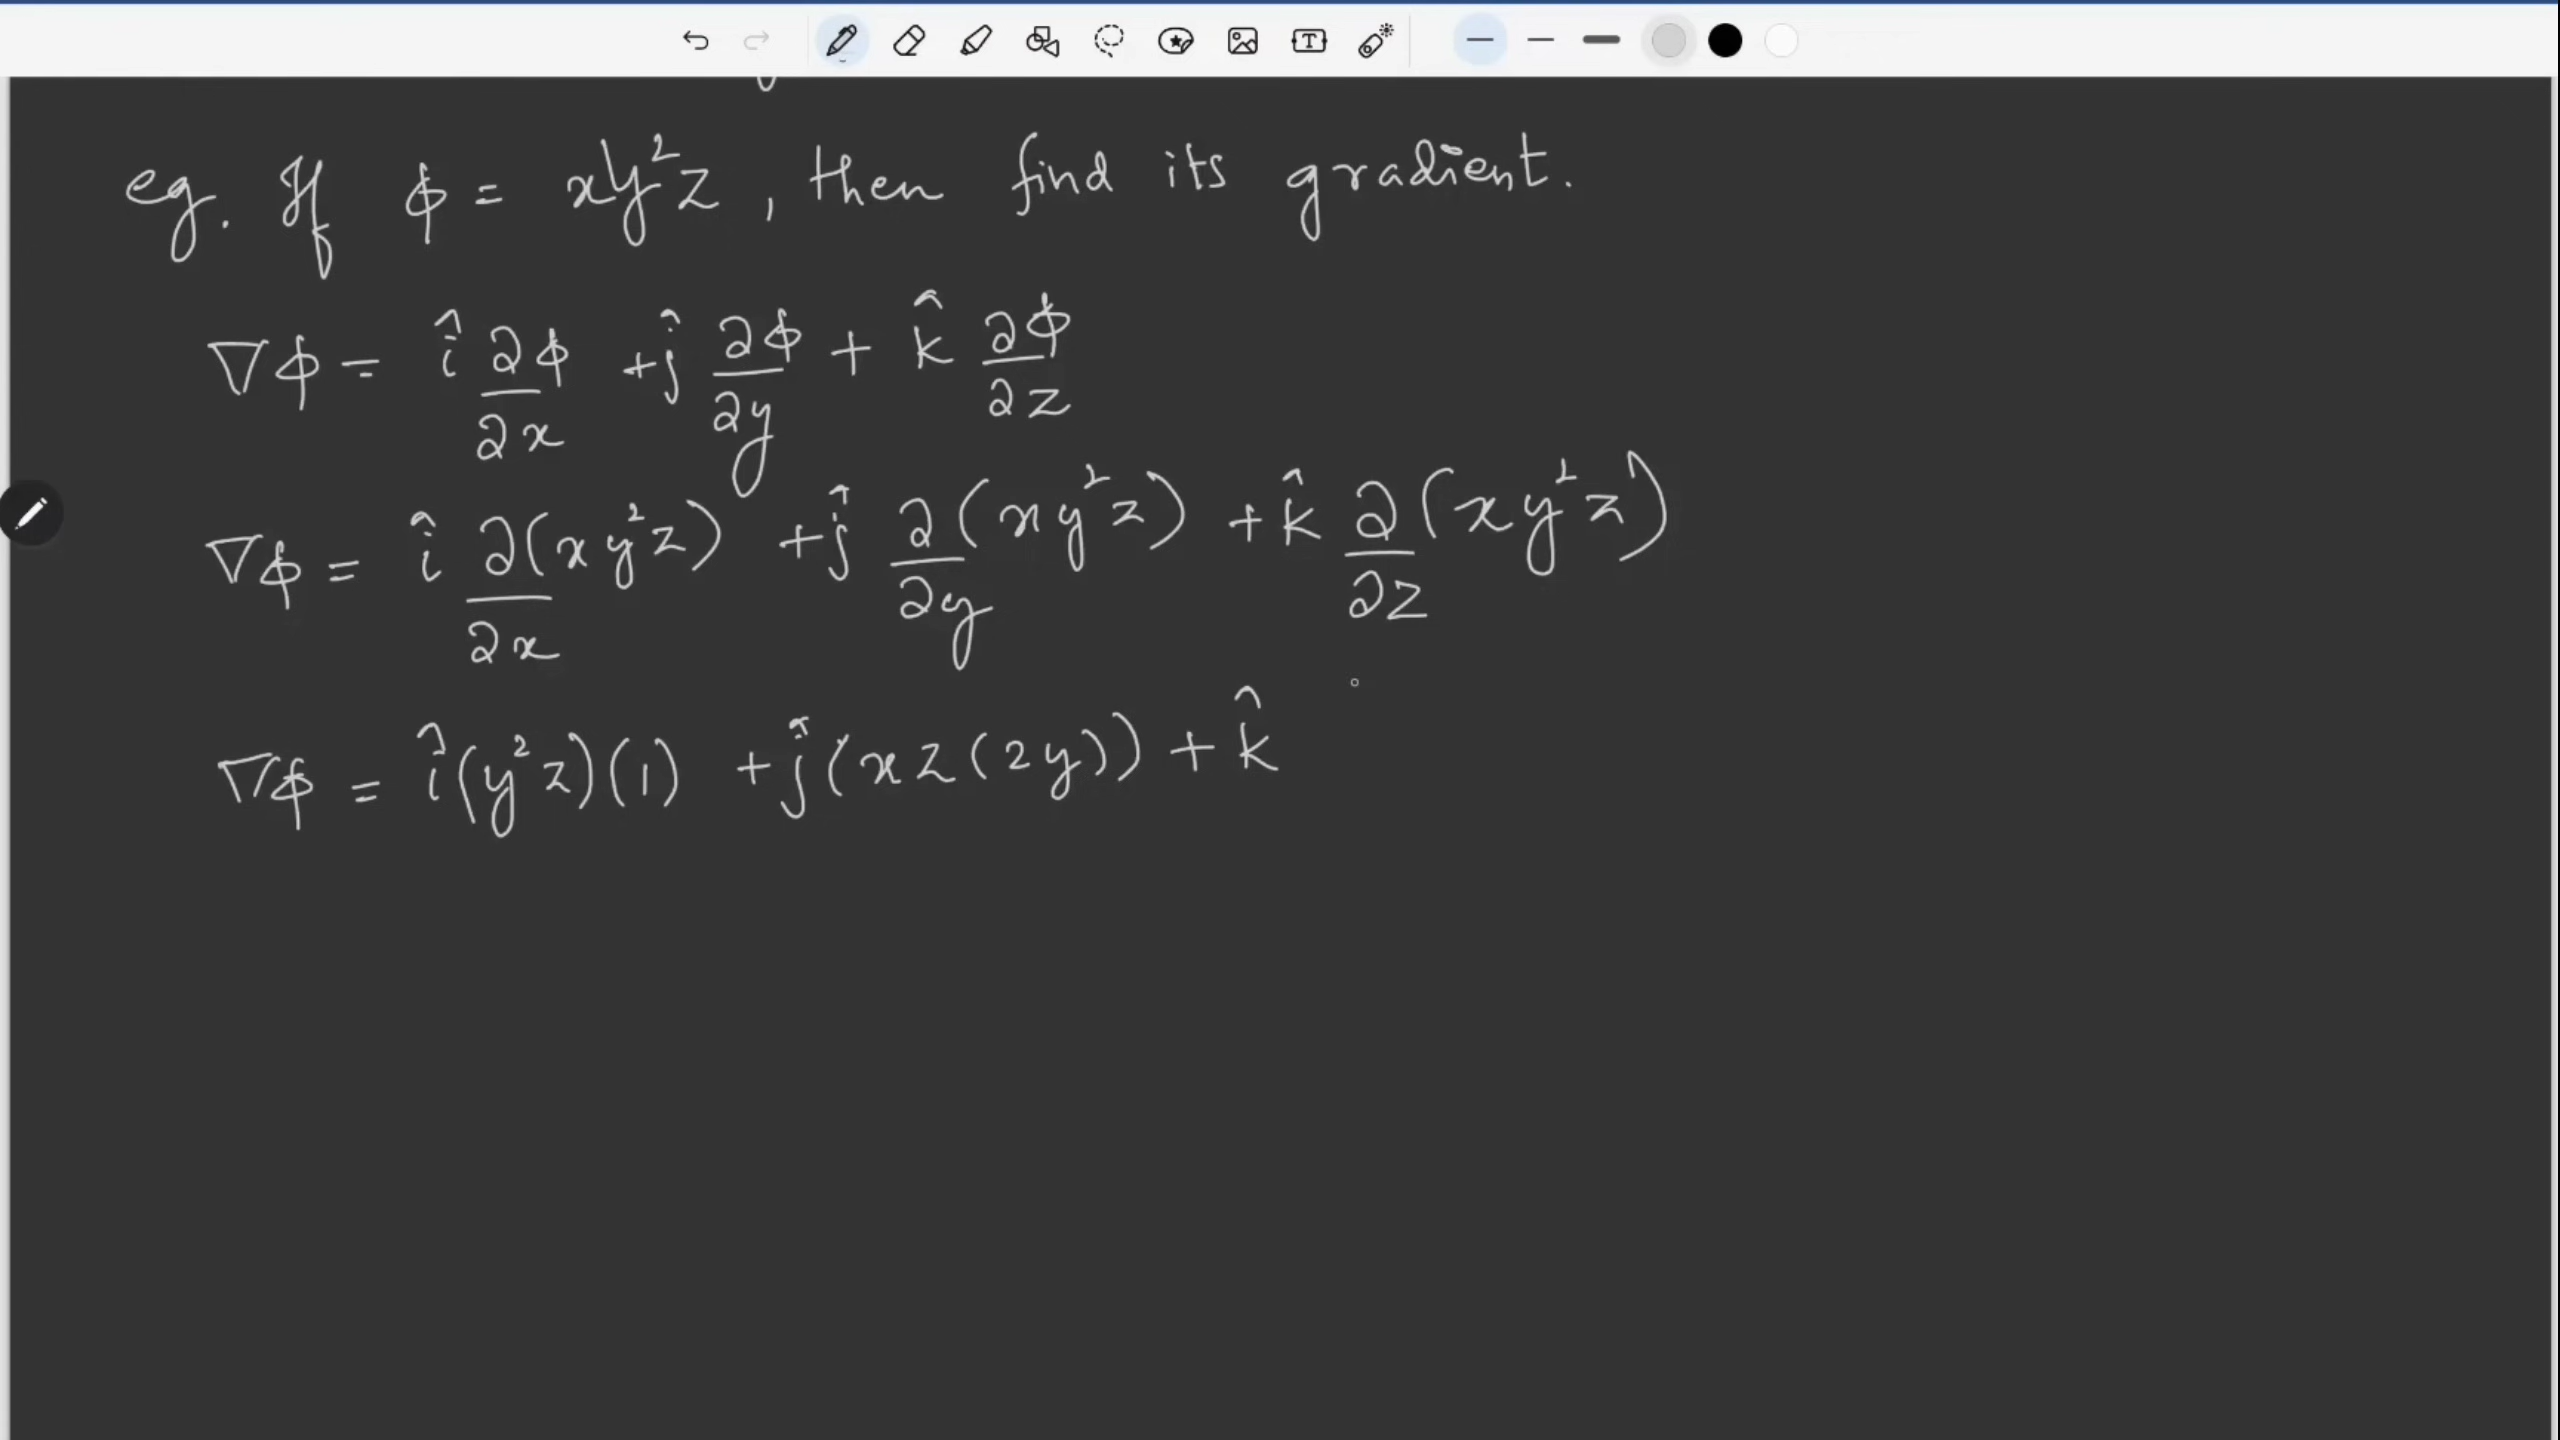 eg. If ϕ = xy²z, then find its gradient.
∇ϕ = î ∂ϕ/∂x + ĵ ∂ϕ/∂y + k̂ ∂ϕ/∂z
∇ϕ = î ∂(xy²z)/∂x + ĵ ∂/∂y (xy²z) + k̂ ∂/∂z (xy²z)
∇ϕ = î(y²z)(1) + ĵ(xz(2y)) + k̂